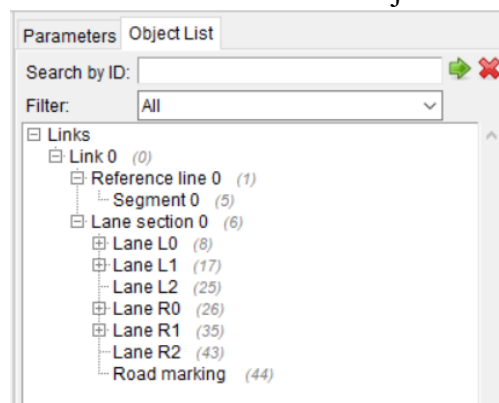 Parameters Object List
Search by ID:
Filter: All
Links
Link 0 (0)
Reference line 0 (1)
Segment 0 (5)
Lane section 0 (6)
Lane L0 (8)
Lane L1 (17)
Lane L2 (25)
Lane R0 (26)
Lane R1 (35)
Lane R2 (43)
Road marking (44)